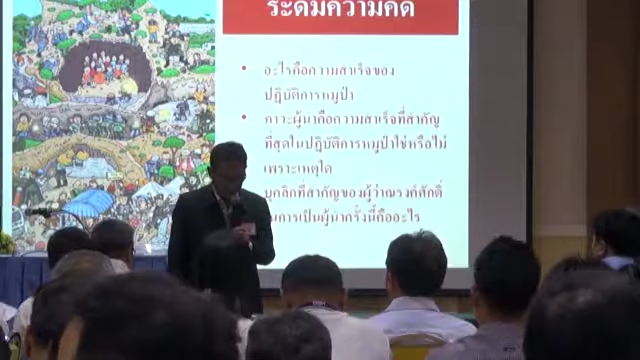 ระดมความคิด
• อะไรคือความสำเร็จของ
ปฏิบัติการหมูป่า
• ภาวะผู้นำคือความสำเร็จที่สำคัญ
ที่สุดในปฏิบัติการหมูป่าใช่หรือไม่
เพราะเหตุใด
บุคลิกที่สำคัญของผู้ว่าณรงค์ศักดิ์
ในการเป็นผู้นำครั้งนี้คืออะไร